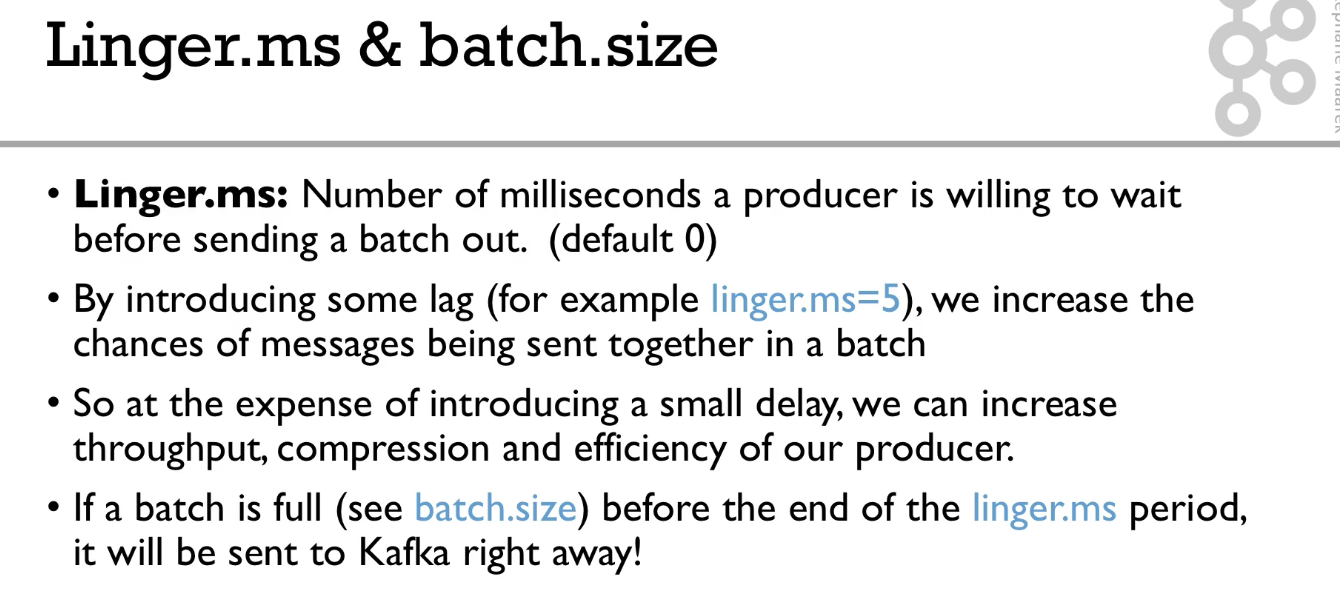 Linger.ms & batch.size
• Linger.ms: Number of milliseconds a producer is willing to wait
before sending a batch out. (default 0)
• By introducing some lag (for example linger.ms=5), we increase the
chances of messages being sent together in a batch
• So at the expense of introducing a small delay, we can increase
throughput, compression and efficiency of our producer.
• If a batch is full (see batch.size) before the end of the linger.ms period,
it will be sent to Kafka right away!